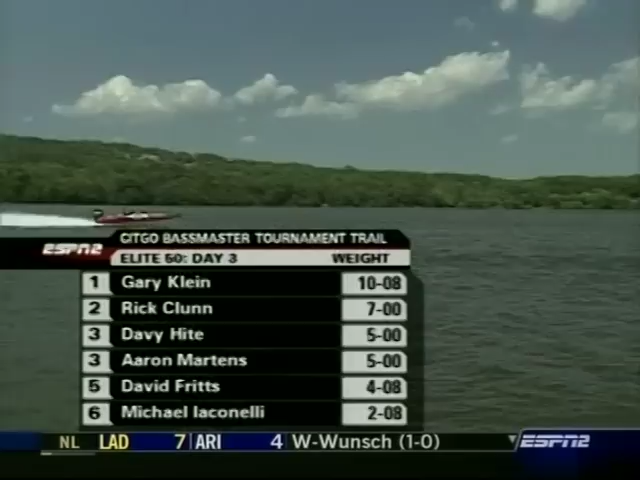 CITGO BASSMASTER TOURNAMENT TRAIL
ESPN2 ELITE 50: DAY 3 WEIGHT
1 Gary Klein 10-08
2 Rick Clunn 7-00
3 Davy Hite 5-00
3 Aaron Martens 5-00
5 David Fritts 4-08
6 Michael Iaconelli 2-08
NL LAD 7 ARI 4 W-Wunsch (1-0) ESPN2